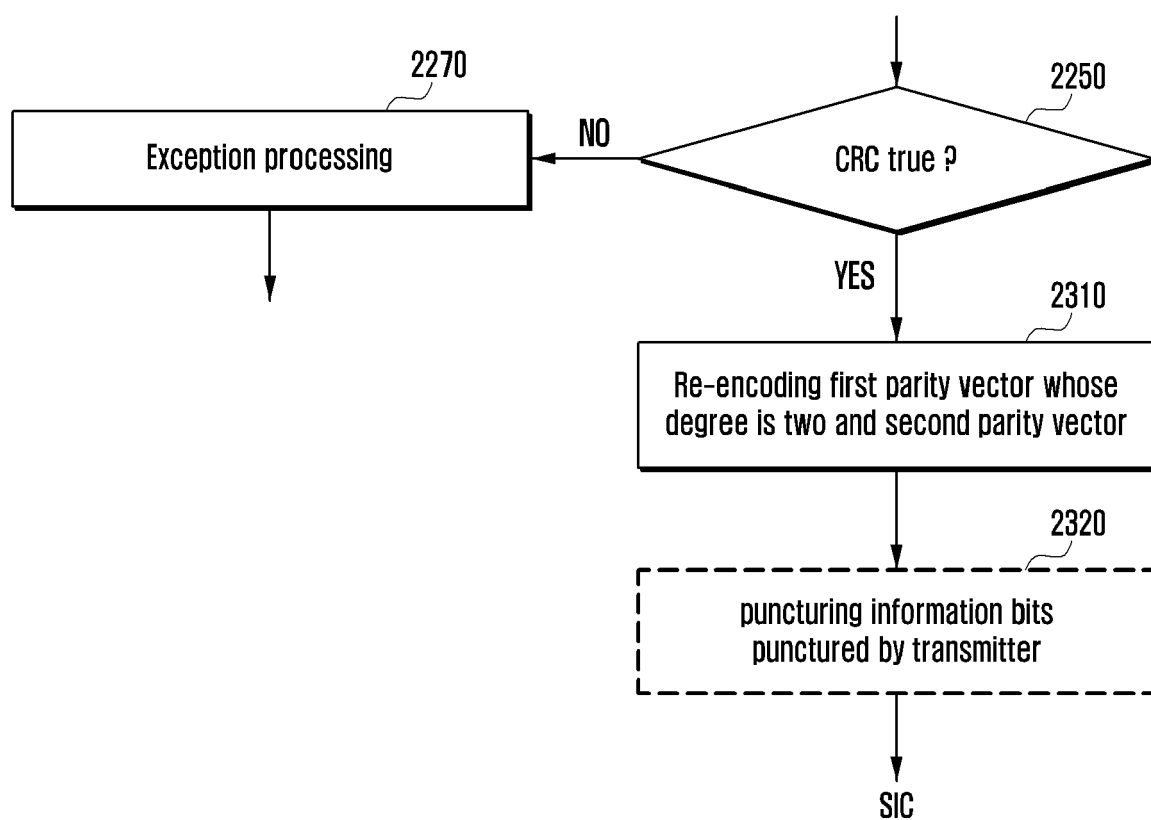 2270
Exception processing
NO
2250
CRC true ?
YES
2310
Re-encoding first parity vector whose
degree is two and second parity vector
2320
puncturing information bits
punctured by transmitter
SIC